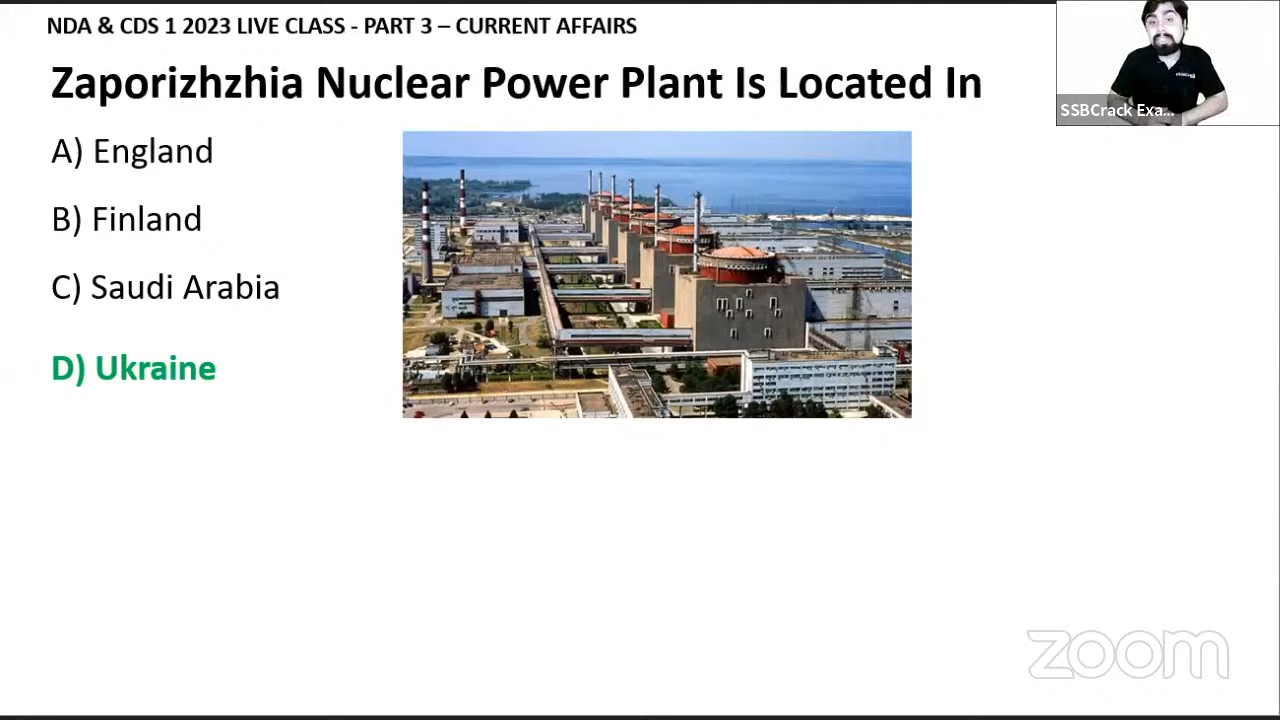 NDA & CDS 1 2023 LIVE CLASS - PART 3 – CURRENT AFFAIRS
Zaporizhzhia Nuclear Power Plant Is Located In
A) England
B) Finland
C) Saudi Arabia
D) Ukraine
SSBCrack Exa...
zoom